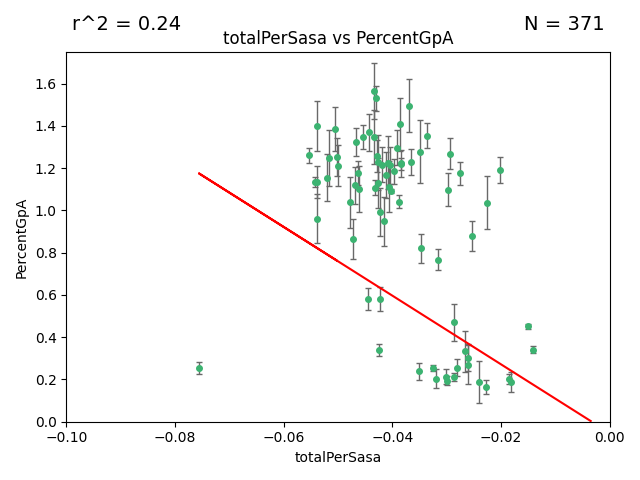 r^2 = 0.24 N = 371
totalPerSasa vs PercentGpA
1.6
1.4
1.2
1.0
0.8
0.6
0.4
0.2
0.0
PercentGpA
−0.10 −0.08 −0.06 −0.04 −0.02 0.00
totalPerSasa